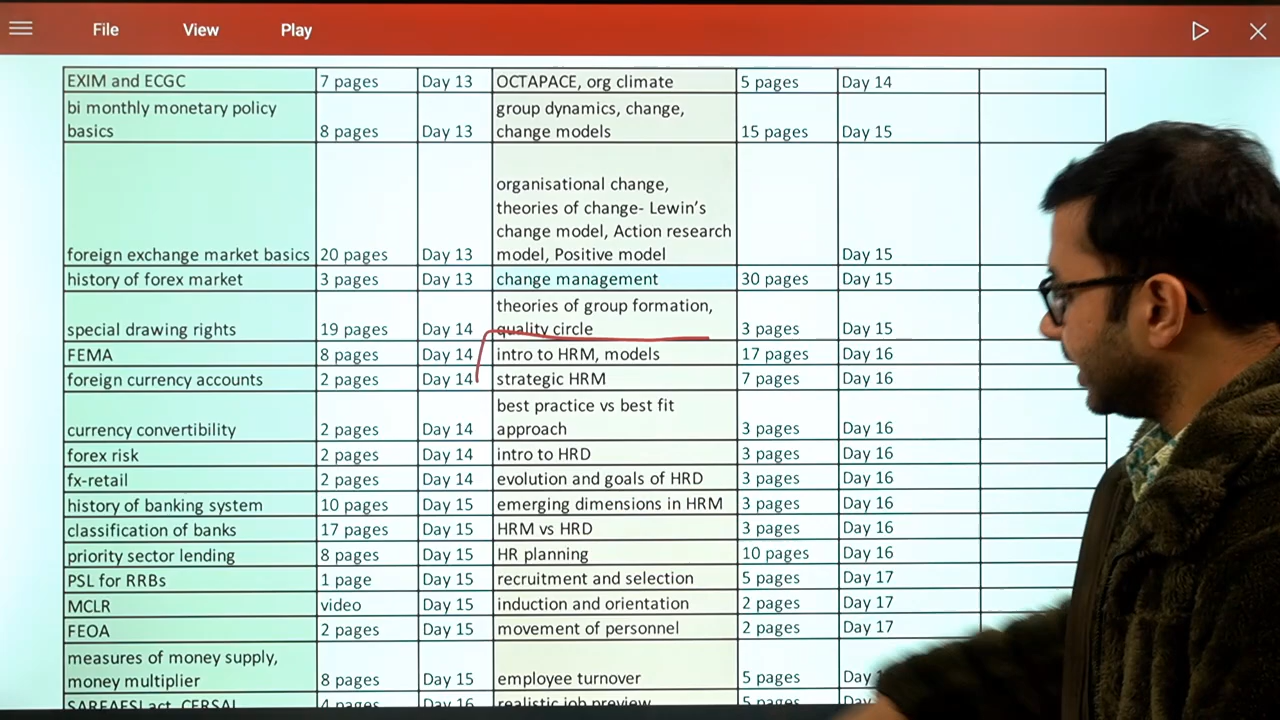 File View Play
EXIM and ECGC 7 pages Day 13 OCTAPACE, org climate 5 pages Day 14
bi monthly monetary policy
basics 8 pages Day 13
group dynamics, change,
change models 15 pages Day 15
foreign exchange market basics 20 pages Day 13
organisational change,
theories of change- Lewin's
change model, Action research
model, Positive model Day 15
history of forex market 3 pages Day 13 change management 30 pages Day 15
special drawing rights 19 pages Day 14
theories of group formation,
quality circle 3 pages Day 15
FEMA 8 pages Day 14 intro to HRM, models 17 pages Day 16
foreign currency accounts 2 pages Day 14 strategic HRM 7 pages Day 16
currency convertibility 2 pages Day 14
best practice vs best fit
approach 3 pages Day 16
forex risk 2 pages Day 14 intro to HRD 3 pages Day 16
fx-retail 2 pages Day 14 evolution and goals of HRD 3 pages Day 16
history of banking system 10 pages Day 15 emerging dimensions in HRM 3 pages Day 16
classification of banks 17 pages Day 15 HRM vs HRD 3 pages Day 16
priority sector lending 8 pages Day 15 HR planning 10 pages Day 16
PSL for RRBs 1 page Day 15 recruitment and selection 5 pages Day 17
MCLR video Day 15 induction and orientation 2 pages Day 17
FEOA 2 pages Day 15 movement of personnel 2 pages Day 17
measures of money supply,
money multiplier 8 pages Day 15 employee turnover 5 pages Day
SARFAESI act, CERSAI 4 pages Day 16 realistic job preview 5 pages Day